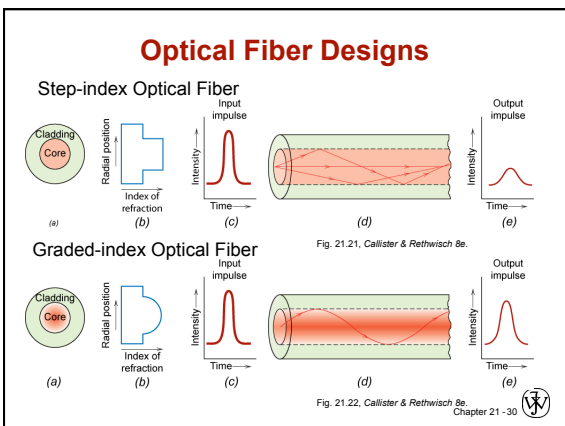 Optical Fiber Designs
Step-index Optical Fiber
Cladding
Core
(a)
Radial position
Index of
refraction
(b)
Input
impulse
Intensity
Time
(c)
(d)
Output
impulse
Intensity
Time
(e)
Fig. 21.21, Callister & Rethwisch 8e.
Graded-index Optical Fiber
Cladding
Core
(a)
Radial position
Index of
refraction
(b)
Input
impulse
Intensity
Time
(c)
(d)
Output
impulse
Intensity
Time
(e)
Fig. 21.22, Callister & Rethwisch 8e.
Chapter 21 - 30